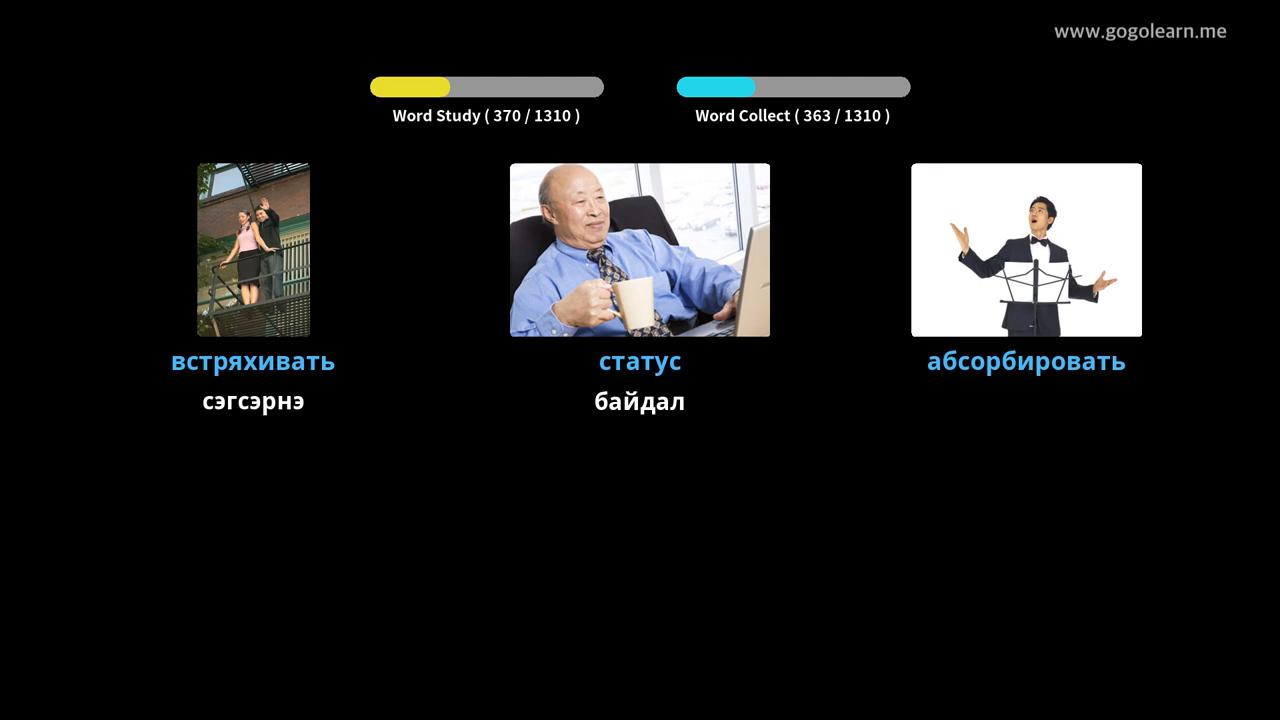 www.gogolearn.me
Word Study ( 370 / 1310 )
Word Collect ( 363 / 1310 )
встряхивать
статус
абсорбировать
сэгсэрнэ
байдал